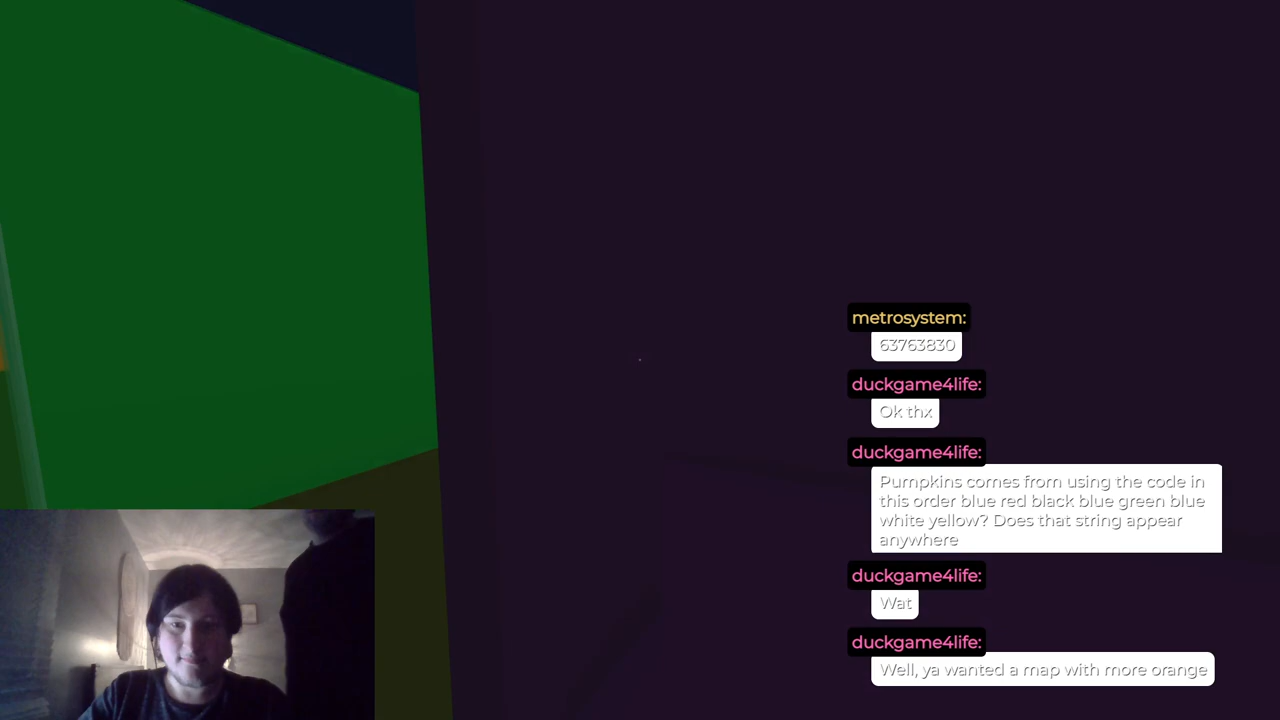 metrosystem:
63763830
duckgame4life:
Ok thx
duckgame4life:
Pumpkins comes from using the code in
this order blue red black blue green blue
white yellow? Does that string appear
anywhere
duckgame4life:
Wat
duckgame4life:
Well, ya wanted a map with more orange